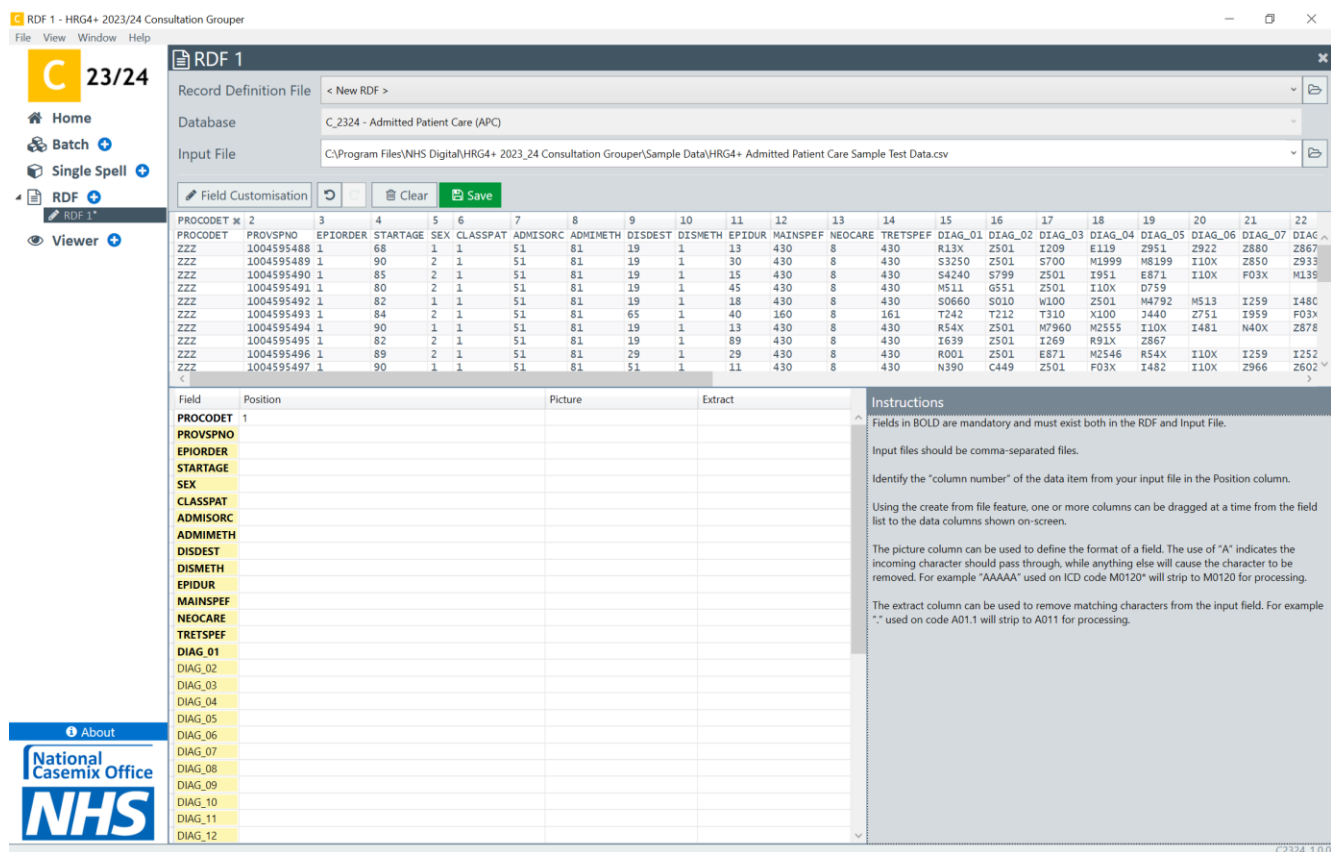 C RDF 1 - HRG4+ 2023/24 Consultation Grouper
File View Window Help
C 23/24
Home
Batch
Single Spell
RDF
RDF 1*
Viewer
About
National
Casemix Office
NHS
RDF 1
Record Definition File < New RDF >
Database C_2324 - Admitted Patient Care (APC)
Input File C:\Program Files\NHS Digital\HRG4+ 2023_24 Consultation Grouper\Sample Data\HRG4+ Admitted Patient Care Sample Test Data.csv
Field Customisation Clear Save
PROCODET 2 3 4 5 6 7 8 9 10 11 12 13 14 15 16 17 18 19 20 21 22
PROCODET PROVSPNO EPIORDER STARTAGE SEX CLASSPAT ADMISORC ADMIMETH DISDEST DISMETH EPIDUR MAINSPEF NEOCARE TRETSPEF DIAG_01 DIAG_02 DIAG_03 DIAG_04 DIAG_05 DIAG_06 DIAG_07 DIAG
ZZZ 1004595488 1 68 1 1 51 81 19 1 13 430 8 430 R13X Z501 I209 E119 Z951 Z922 Z880 Z867
ZZZ 1004595489 1 90 2 1 51 81 19 1 30 430 8 430 S3250 Z501 S700 M1999 M8199 I10X Z850 Z933
ZZZ 1004595490 1 85 2 1 51 81 19 1 15 430 8 430 S4240 S799 Z501 I951 E871 I10X F03X M139
ZZZ 1004595491 1 80 2 1 51 81 19 1 45 430 8 430 M511 G551 Z501 I10X D759
ZZZ 1004595492 1 82 1 1 51 81 19 1 18 430 8 430 S0660 S010 W100 Z501 M4792 M513 I259 I480
ZZZ 1004595493 1 84 2 1 51 81 65 1 40 160 8 161 T242 T212 T310 X100 J440 Z751 I959 F03X
ZZZ 1004595494 1 90 1 1 51 81 19 1 13 430 8 430 R54X Z501 M7960 M2555 I10X I481 N40X Z878
ZZZ 1004595495 1 82 2 1 51 81 19 1 89 430 8 430 I639 Z501 I269 R91X Z867
ZZZ 1004595496 1 89 2 1 51 81 29 1 29 430 8 430 R001 Z501 E871 M2546 R54X I10X I259 I252
ZZZ 1004595497 1 90 1 1 51 81 51 1 11 430 8 430 N390 C449 Z501 F03X I482 I10X Z966 Z602
Field Position Picture Extract
PROCODET 1
PROVSPNO
EPIORDER
STARTAGE
SEX
CLASSPAT
ADMISORC
ADMIMETH
DISDEST
DISMETH
EPIDUR
MAINSPEF
NEOCARE
TRETSPEF
DIAG_01
DIAG_02
DIAG_03
DIAG_04
DIAG_05
DIAG_06
DIAG_07
DIAG_08
DIAG_09
DIAG_10
DIAG_11
DIAG_12
Instructions
Fields in BOLD are mandatory and must exist both in the RDF and Input File.
Input files should be comma-separated files.
Identify the "column number" of the data item from your input file in the Position column.
Using the create from file feature, one or more columns can be dragged at a time from the field
list to the data columns shown on-screen.
The picture column can be used to define the format of a field. The use of "A" indicates the
incoming character should pass through, while anything else will cause the character to be
removed. For example "AAAAA" used on ICD code M0120* will strip to M0120 for processing.
The extract column can be used to remove matching characters from the input field. For example
"." used on code A01.1 will strip to A011 for processing.
C2324_1.0.0